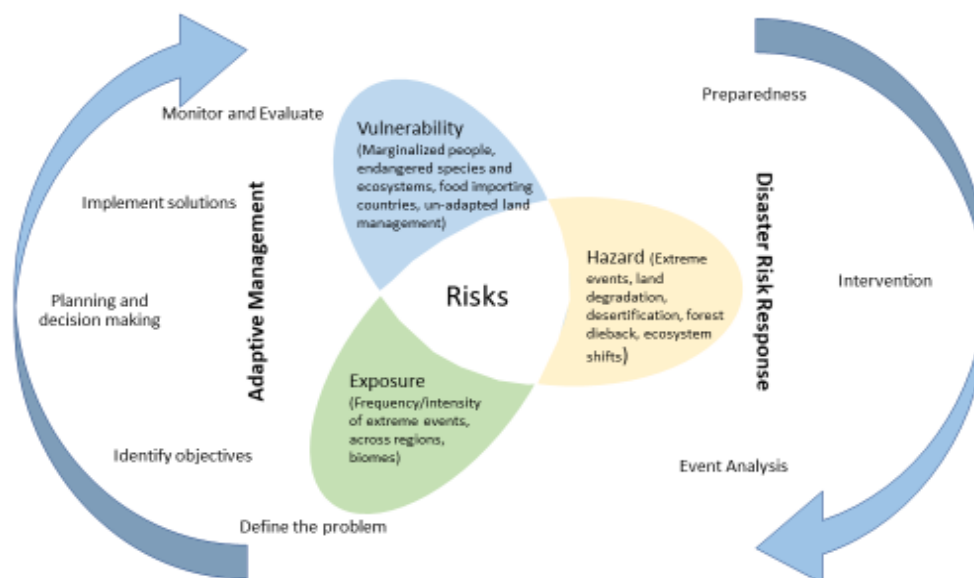 Monitor and Evaluate
Implement solutions
Planning and
decision making
Identify objectives
Define the problem
Adaptive Management
Vulnerability
(Marginalized people,
endangered species and
ecosystems, food importing
countries, un-adapted land
management)
Risks
Hazard (Extreme
events, land
degradation,
desertification, forest
dieback, ecosystem
shifts)
Exposure
(Frequency/intensity
of extreme events,
across regions,
biomes)
Disaster Risk Response
Preparedness
Intervention
Event Analysis